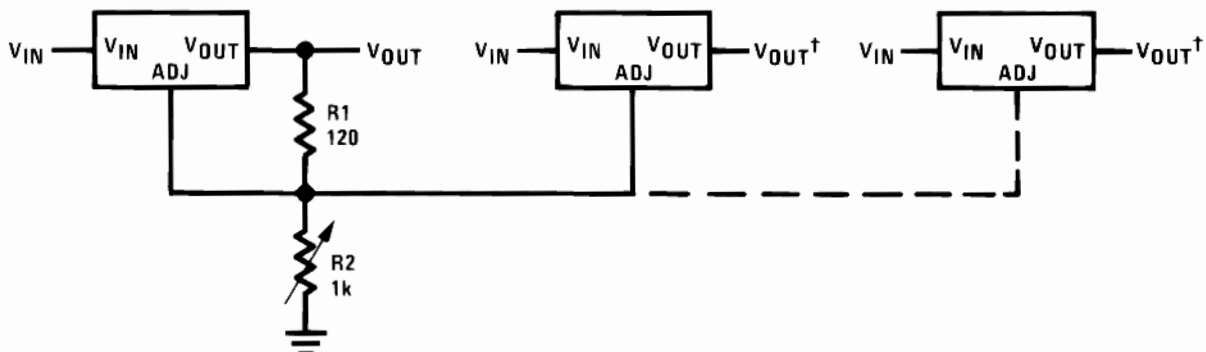 VIN VIN VOUT VOUT VIN VIN VOUT VOUT† VIN VIN VOUT VOUT†
ADJ ADJ ADJ
R1
120
R2
1k